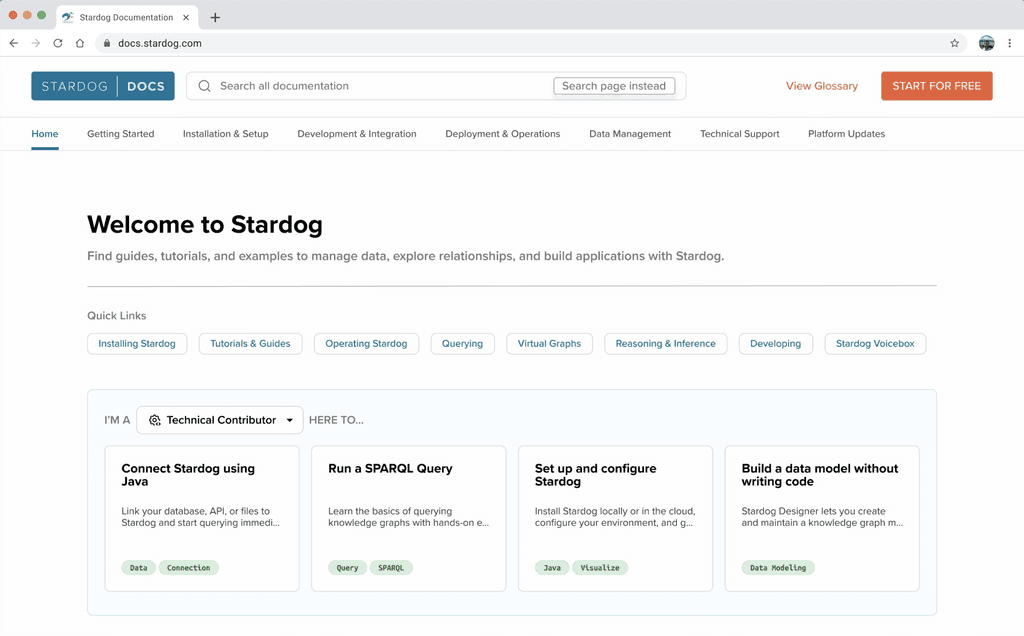 Stardog Documentation
docs.stardog.com
STARDOG | DOCS
Search all documentation
Search page instead
View Glossary
START FOR FREE
Home
Getting Started
Installation & Setup
Development & Integration
Deployment & Operations
Data Management
Technical Support
Platform Updates
Welcome to Stardog
Find guides, tutorials, and examples to manage data, explore relationships, and build applications with Stardog.
Quick Links
Installing Stardog
Tutorials & Guides
Operating Stardog
Querying
Virtual Graphs
Reasoning & Inference
Developing
Stardog Voicebox
I'M A
Technical Contributor
HERE TO...
Connect Stardog using
Java
Link your database, API, or files to
Stardog and start querying immedi...
Data
Connection
Run a SPARQL Query
Learn the basics of querying
knowledge graphs with hands-on e...
Query
SPARQL
Set up and configure
Stardog
Install Stardog locally or in the cloud,
configure your environment, and g...
Java
Visualize
Build a data model without
writing code
Stardog Designer lets you create
and maintain a knowledge graph m...
Data Modeling